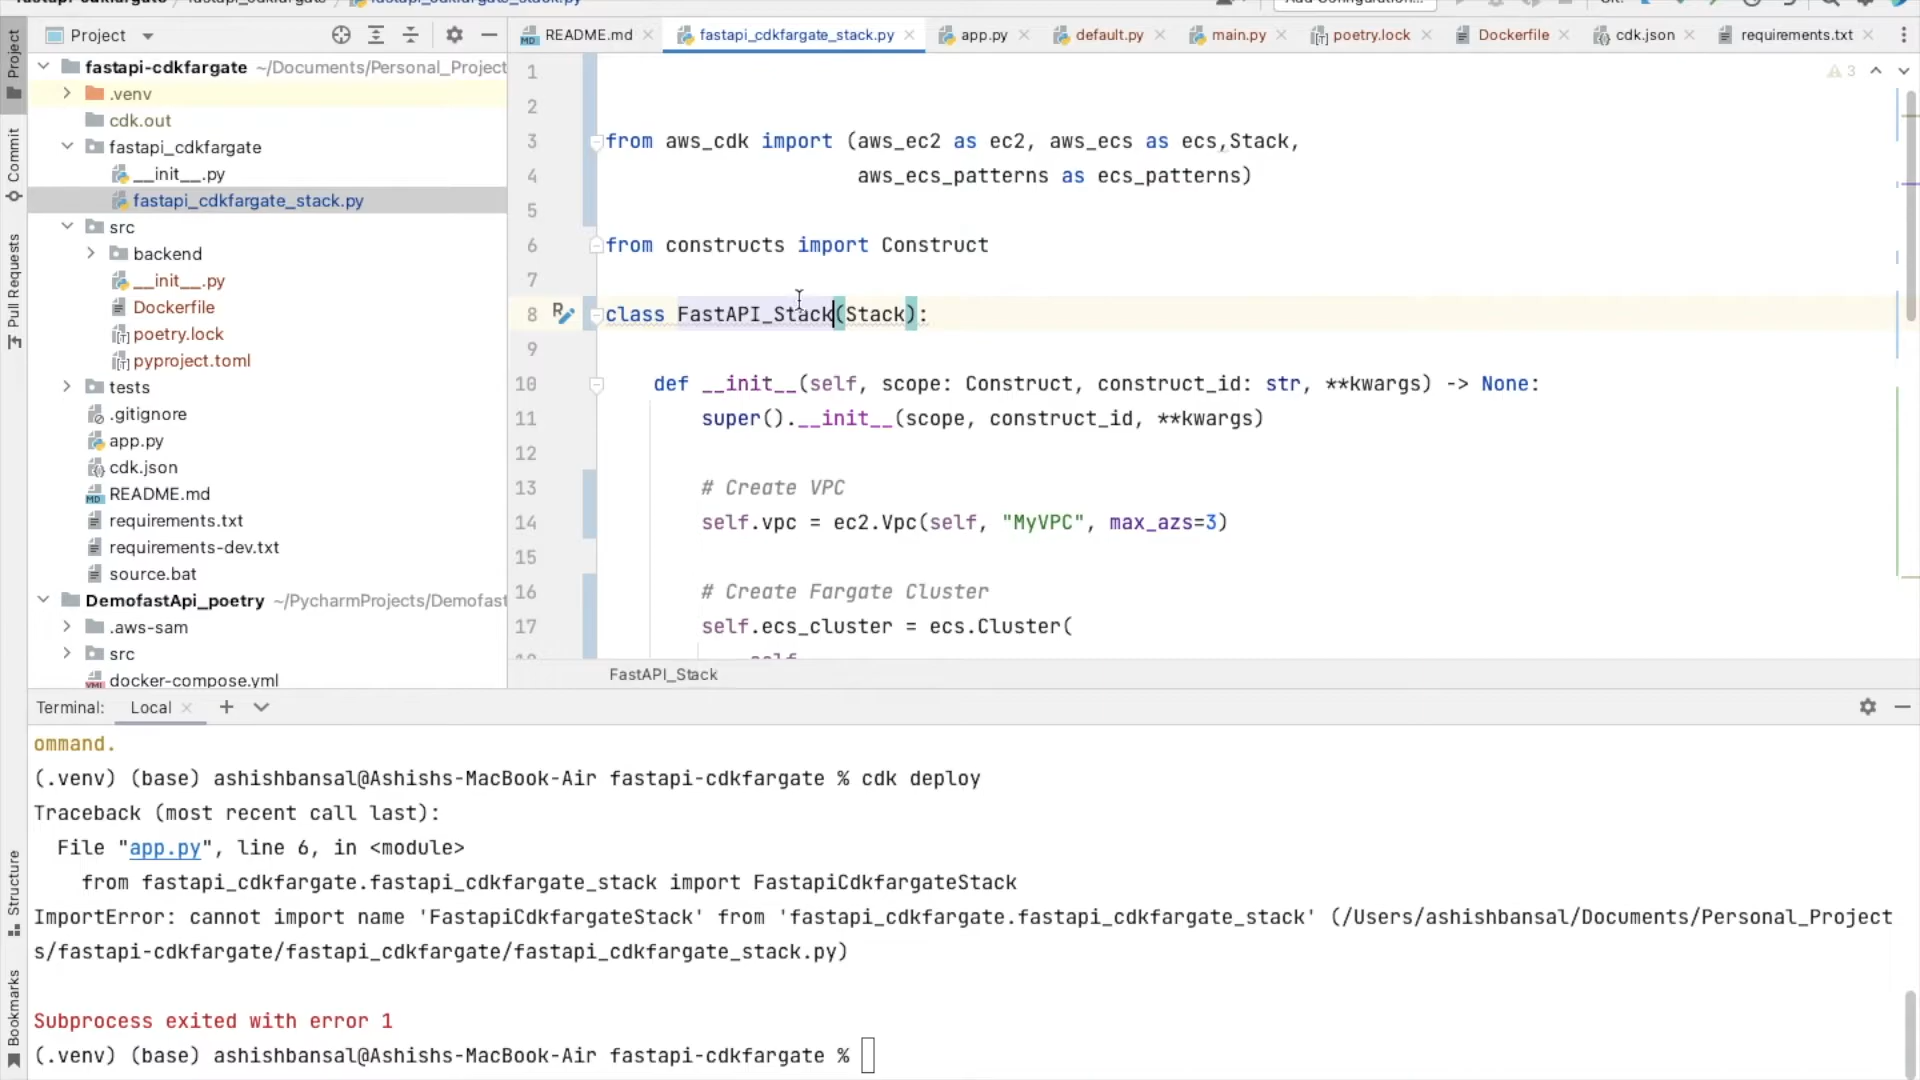 fastapi-cdkfargate fastapi_cdkfargate fastapi_cdkfargate_stack.py
Add Configuration... Git:
Project
README.md fastapi_cdkfargate_stack.py app.py default.py main.py poetry.lock Dockerfile cdk.json requirements.txt
Project
Commit
Pull Requests
Structure
Bookmarks
fastapi-cdkfargate ~/Documents/Personal_Project
.venv
cdk.out
fastapi_cdkfargate
__init__.py
fastapi_cdkfargate_stack.py
src
backend
__init__.py
Dockerfile
poetry.lock
pyproject.toml
tests
.gitignore
app.py
cdk.json
README.md
requirements.txt
requirements-dev.txt
source.bat
DemofastApi_poetry ~/PycharmProjects/Demofast
.aws-sam
src
docker-compose.yml
3
1
2
3 from aws_cdk import (aws_ec2 as ec2, aws_ecs as ecs,Stack,
4 aws_ecs_patterns as ecs_patterns)
5
6 from constructs import Construct
7
8 class FastAPI_Stack(Stack):
9
10 def __init__(self, scope: Construct, construct_id: str, **kwargs) -> None:
11 super().__init__(scope, construct_id, **kwargs)
12
13 # Create VPC
14 self.vpc = ec2.Vpc(self, "MyVPC", max_azs=3)
15
16 # Create Fargate Cluster
17 self.ecs_cluster = ecs.Cluster(
self
FastAPI_Stack
Terminal: Local
ommand.
(.venv) (base) ashishbansal@Ashishs-MacBook-Air fastapi-cdkfargate % cdk deploy
Traceback (most recent call last):
File "app.py", line 6, in <module>
from fastapi_cdkfargate.fastapi_cdkfargate_stack import FastapiCdkfargateStack
ImportError: cannot import name 'FastapiCdkfargateStack' from 'fastapi_cdkfargate.fastapi_cdkfargate_stack' (/Users/ashishbansal/Documents/Personal_Project
s/fastapi-cdkfargate/fastapi_cdkfargate/fastapi_cdkfargate_stack.py)
Subprocess exited with error 1
(.venv) (base) ashishbansal@Ashishs-MacBook-Air fastapi-cdkfargate %